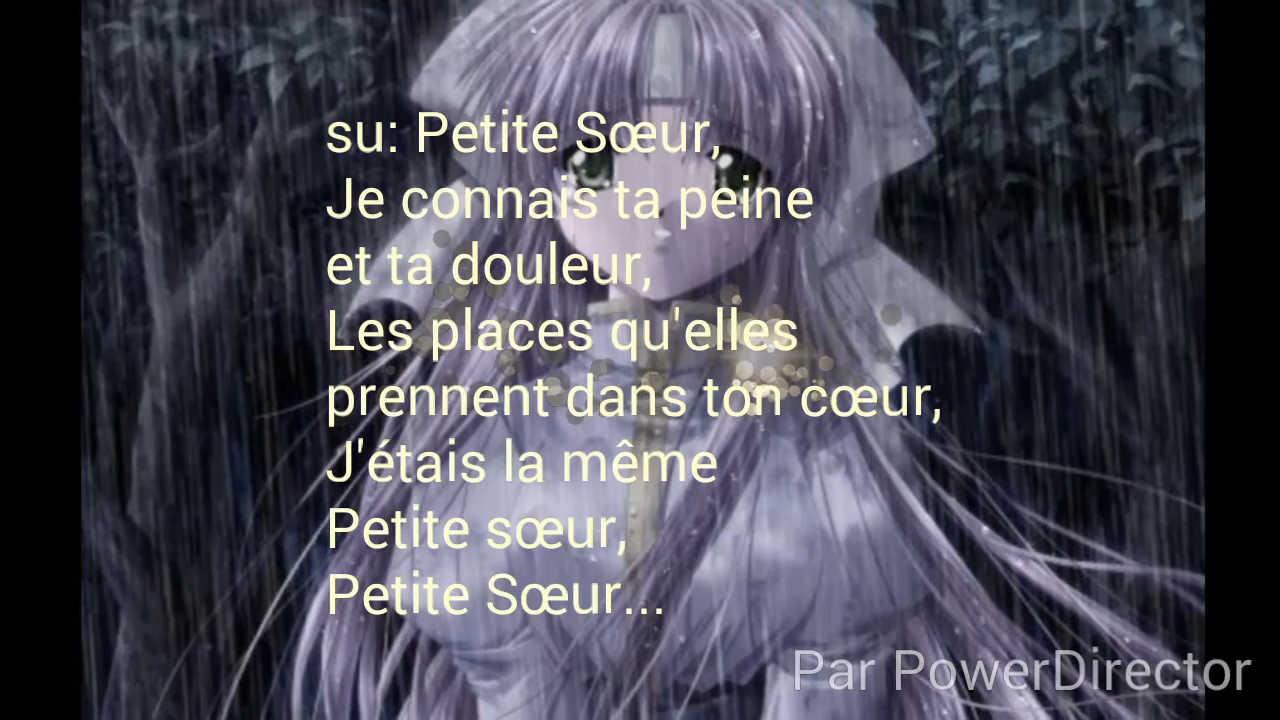 su: Petite Sœur,
Je connais ta peine
et ta douleur,
Les places qu'elles
prennent dans ton cœur,
J'étais la même
Petite sœur,
Petite Sœur...
Par PowerDirector